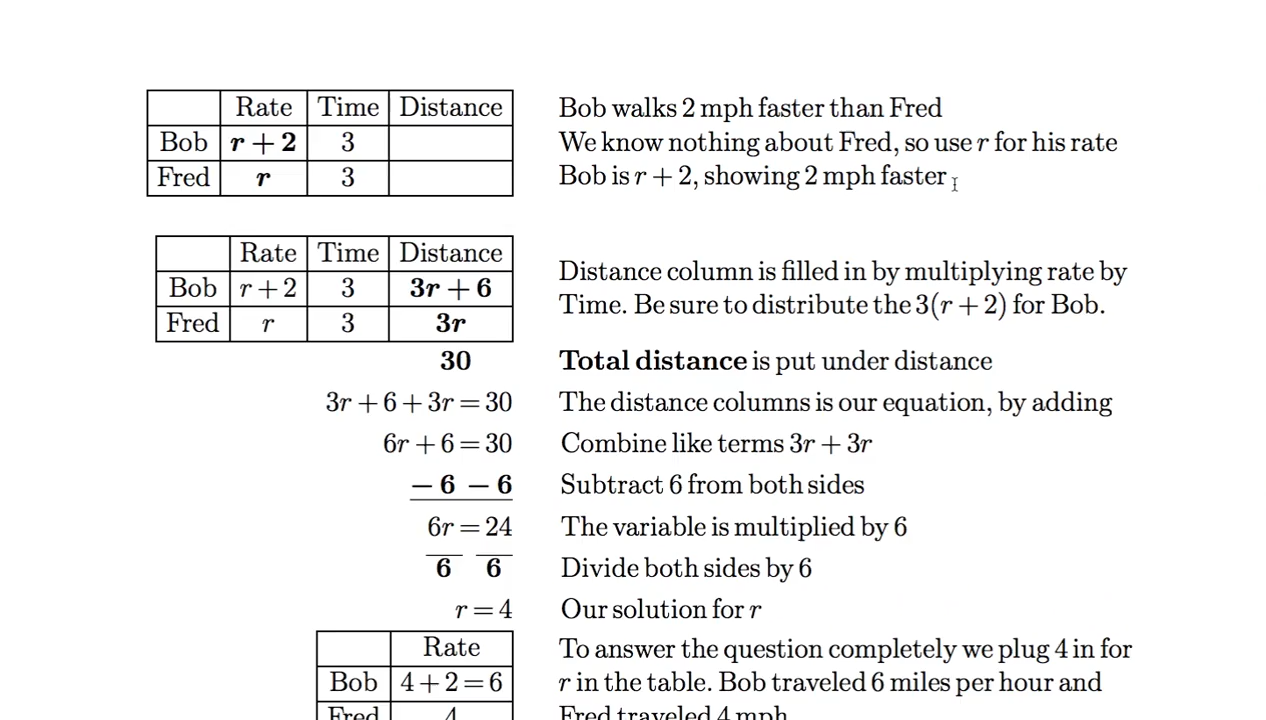 Rate Time Distance
Bob r + 2 3
Fred r 3
Bob walks 2 mph faster than Fred
We know nothing about Fred, so use r for his rate
Bob is r + 2, showing 2 mph faster
Rate Time Distance
Bob r + 2 3 3r + 6
Fred r 3 3r
Distance column is filled in by multiplying rate by
Time. Be sure to distribute the 3(r + 2) for Bob.
30 Total distance is put under distance
3r + 6 + 3r = 30 The distance columns is our equation, by adding
6r + 6 = 30 Combine like terms 3r + 3r
− 6 − 6 Subtract 6 from both sides
6r = 24 The variable is multiplied by 6
6 6 Divide both sides by 6
r = 4 Our solution for r
Rate
Bob 4 + 2 = 6
Fred 4
To answer the question completely we plug 4 in for
r in the table. Bob traveled 6 miles per hour and
Fred traveled 4 mph